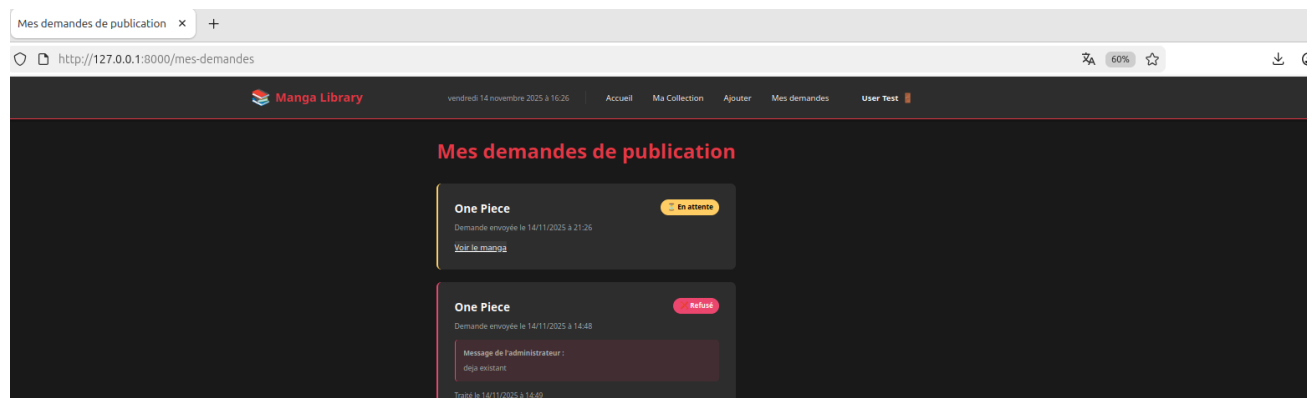 Mes demandes de publication × +
http://127.0.0.1:8000/mes-demandes 60%
Manga Library vendredi 14 novembre 2025 à 16:26 Accueil Ma Collection Ajouter Mes demandes User Test
Mes demandes de publication
One Piece En attente
Demande envoyée le 14/11/2025 à 21:26
Voir le manga
One Piece Refusé
Demande envoyée le 14/11/2025 à 14:48
Message de l'administrateur :
deja existant
Traité le 14/11/2025 à 14:49